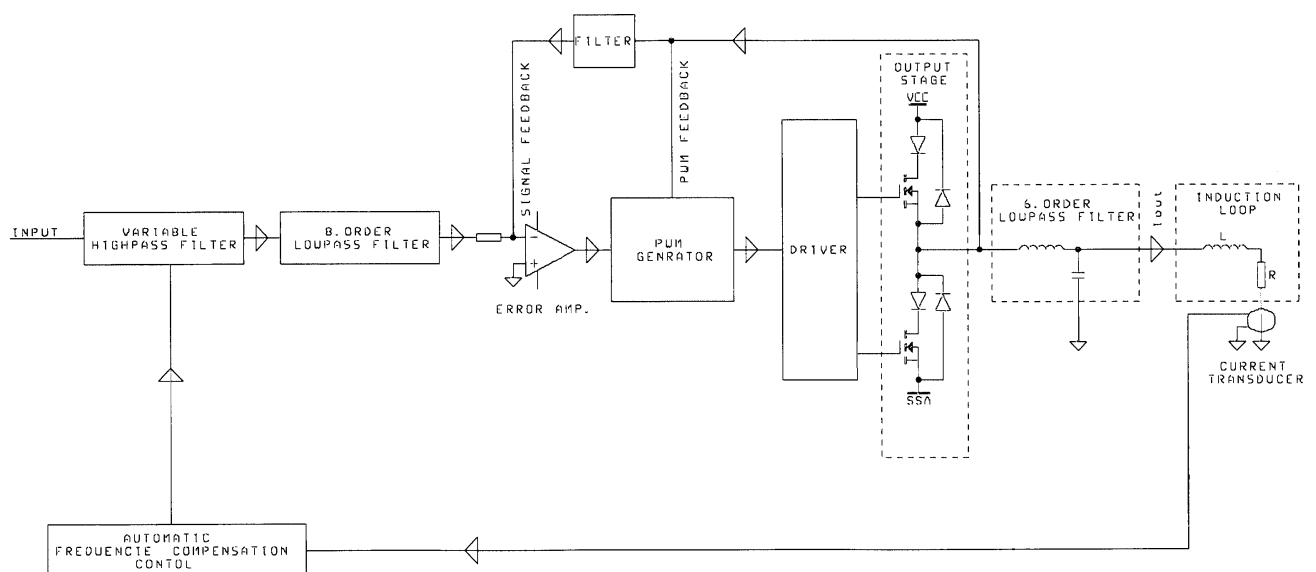 FILTER
SIGNAL FEEDBACK
PWM FEEDBACK
OUTPUT
STAGE
VCC
INPUT
VARIABLE
HIGHPASS FILTER
8.ORDER
LOWPASS FILTER
-
+
ERROR AMP.
PWM
GENRATOR
DRIVER
VSS
6.ORDER
LOWPASS FILTER
Iout
INDUCTION
LOOP
L
R
CURRENT
TRANSDUCER
AUTOMATIC
FREQUENCIE COMPENSATION
CONTOL